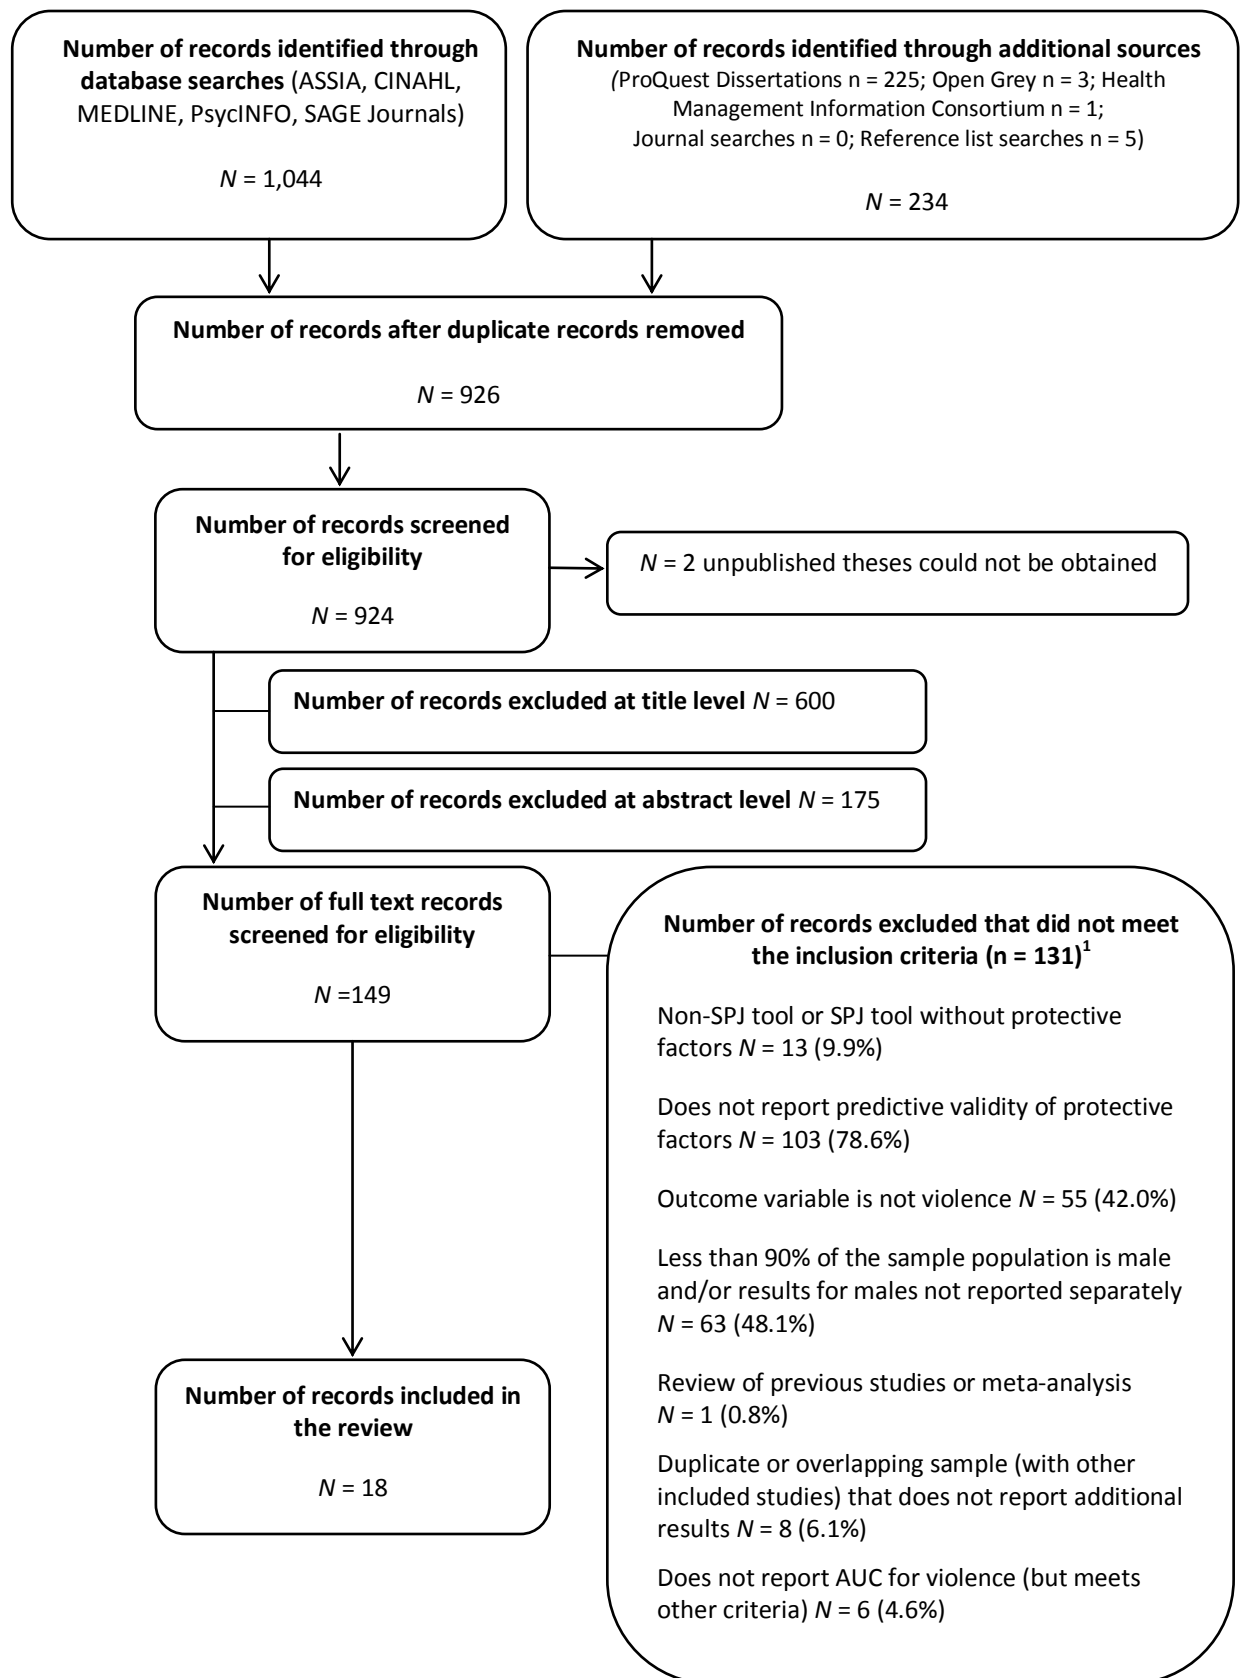 Number of records identified through
database searches (ASSIA, CINAHL,
MEDLINE, PsycINFO, SAGE Journals)
N = 1,044
Number of records identified through additional sources
(ProQuest Dissertations n = 225; Open Grey n = 3; Health
Management Information Consortium n = 1;
Journal searches n = 0; Reference list searches n = 5)
N = 234
Number of records after duplicate records removed
N = 926
Number of records screened
for eligibility
N = 924
N = 2 unpublished theses could not be obtained
Number of records excluded at title level N = 600
Number of records excluded at abstract level N = 175
Number of full text records
screened for eligibility
N =149
Number of records excluded that did not meet
the inclusion criteria (n = 131)1
Non-SPJ tool or SPJ tool without protective
factors N = 13 (9.9%)
Does not report predictive validity of protective
factors N = 103 (78.6%)
Outcome variable is not violence N = 55 (42.0%)
Less than 90% of the sample population is male
and/or results for males not reported separately
N = 63 (48.1%)
Review of previous studies or meta-analysis
N = 1 (0.8%)
Duplicate or overlapping sample (with other
included studies) that does not report additional
results N = 8 (6.1%)
Does not report AUC for violence (but meets
other criteria) N = 6 (4.6%)
Number of records included in
the review
N = 18